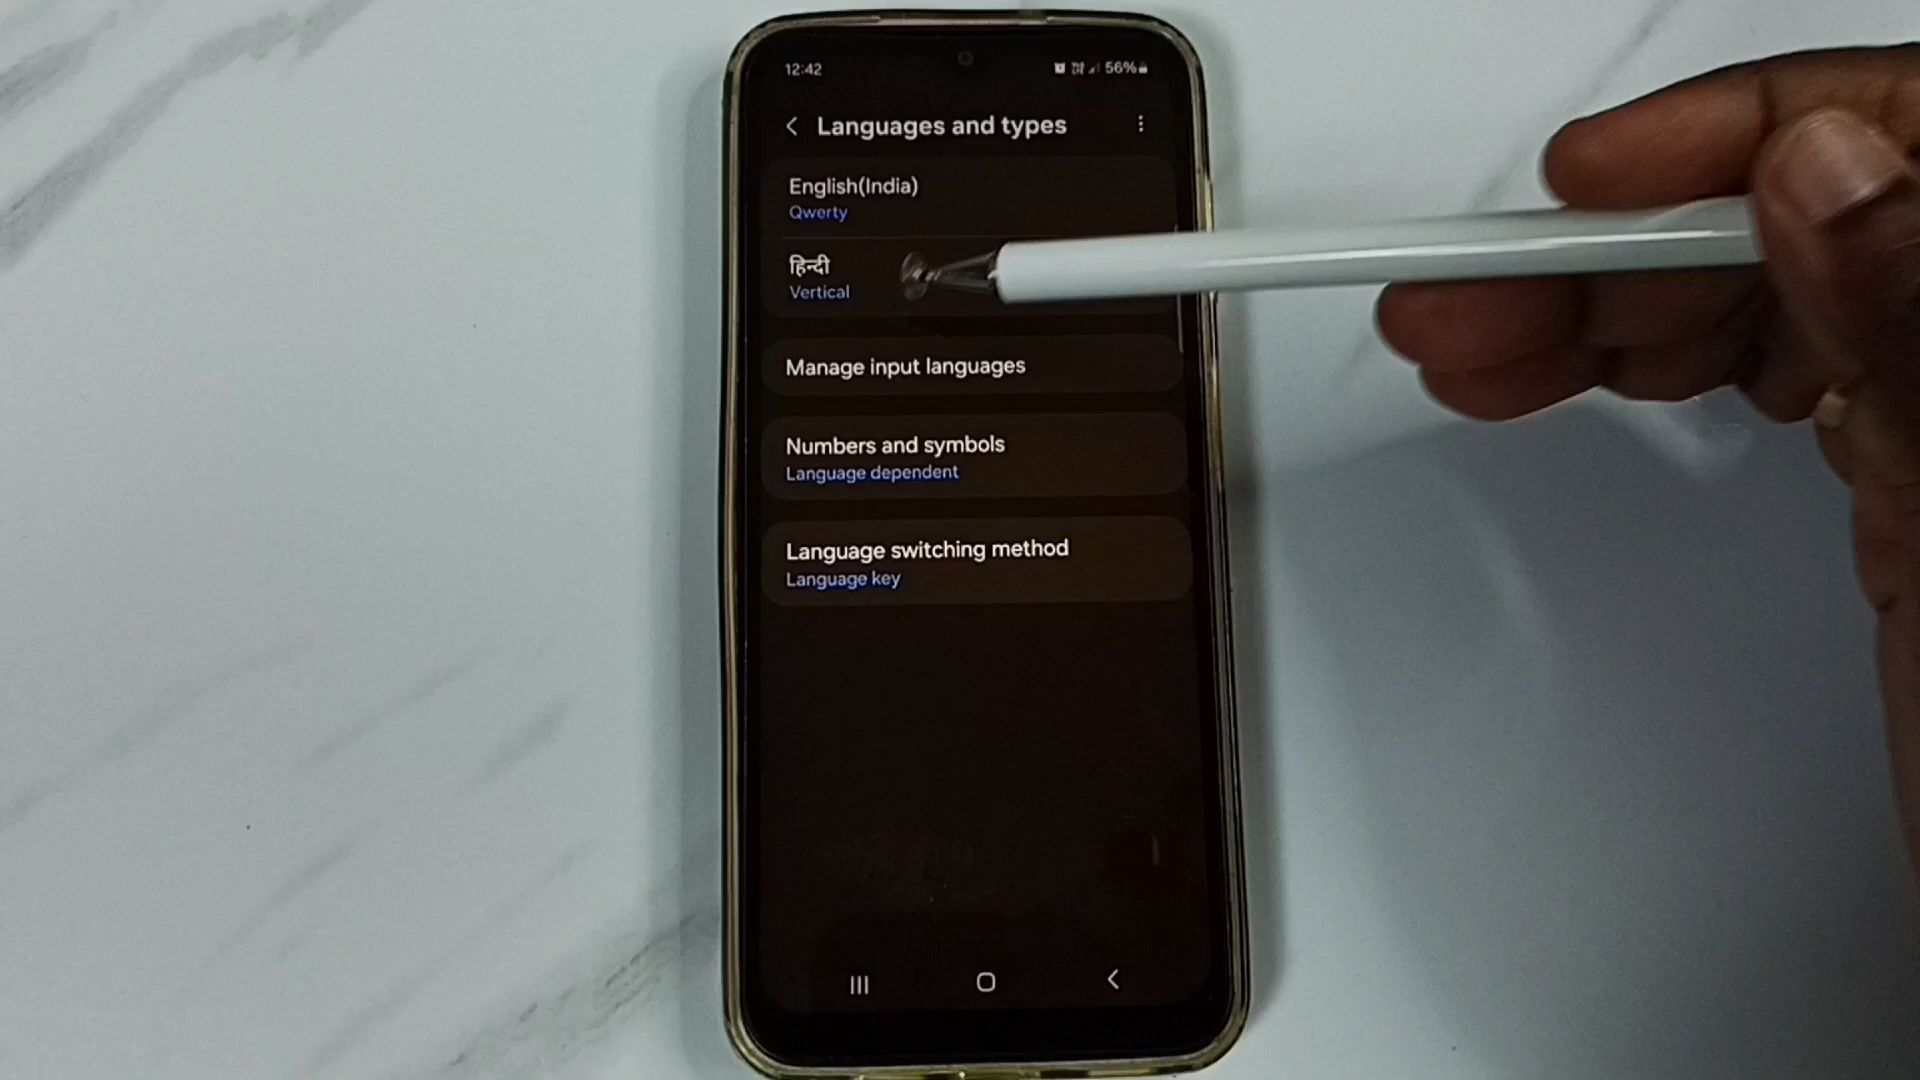 12:42
56%
Languages and types
English(India)
Qwerty
हिन्दी
Vertical
Manage input languages
Numbers and symbols
Language dependent
Language switching method
Language key